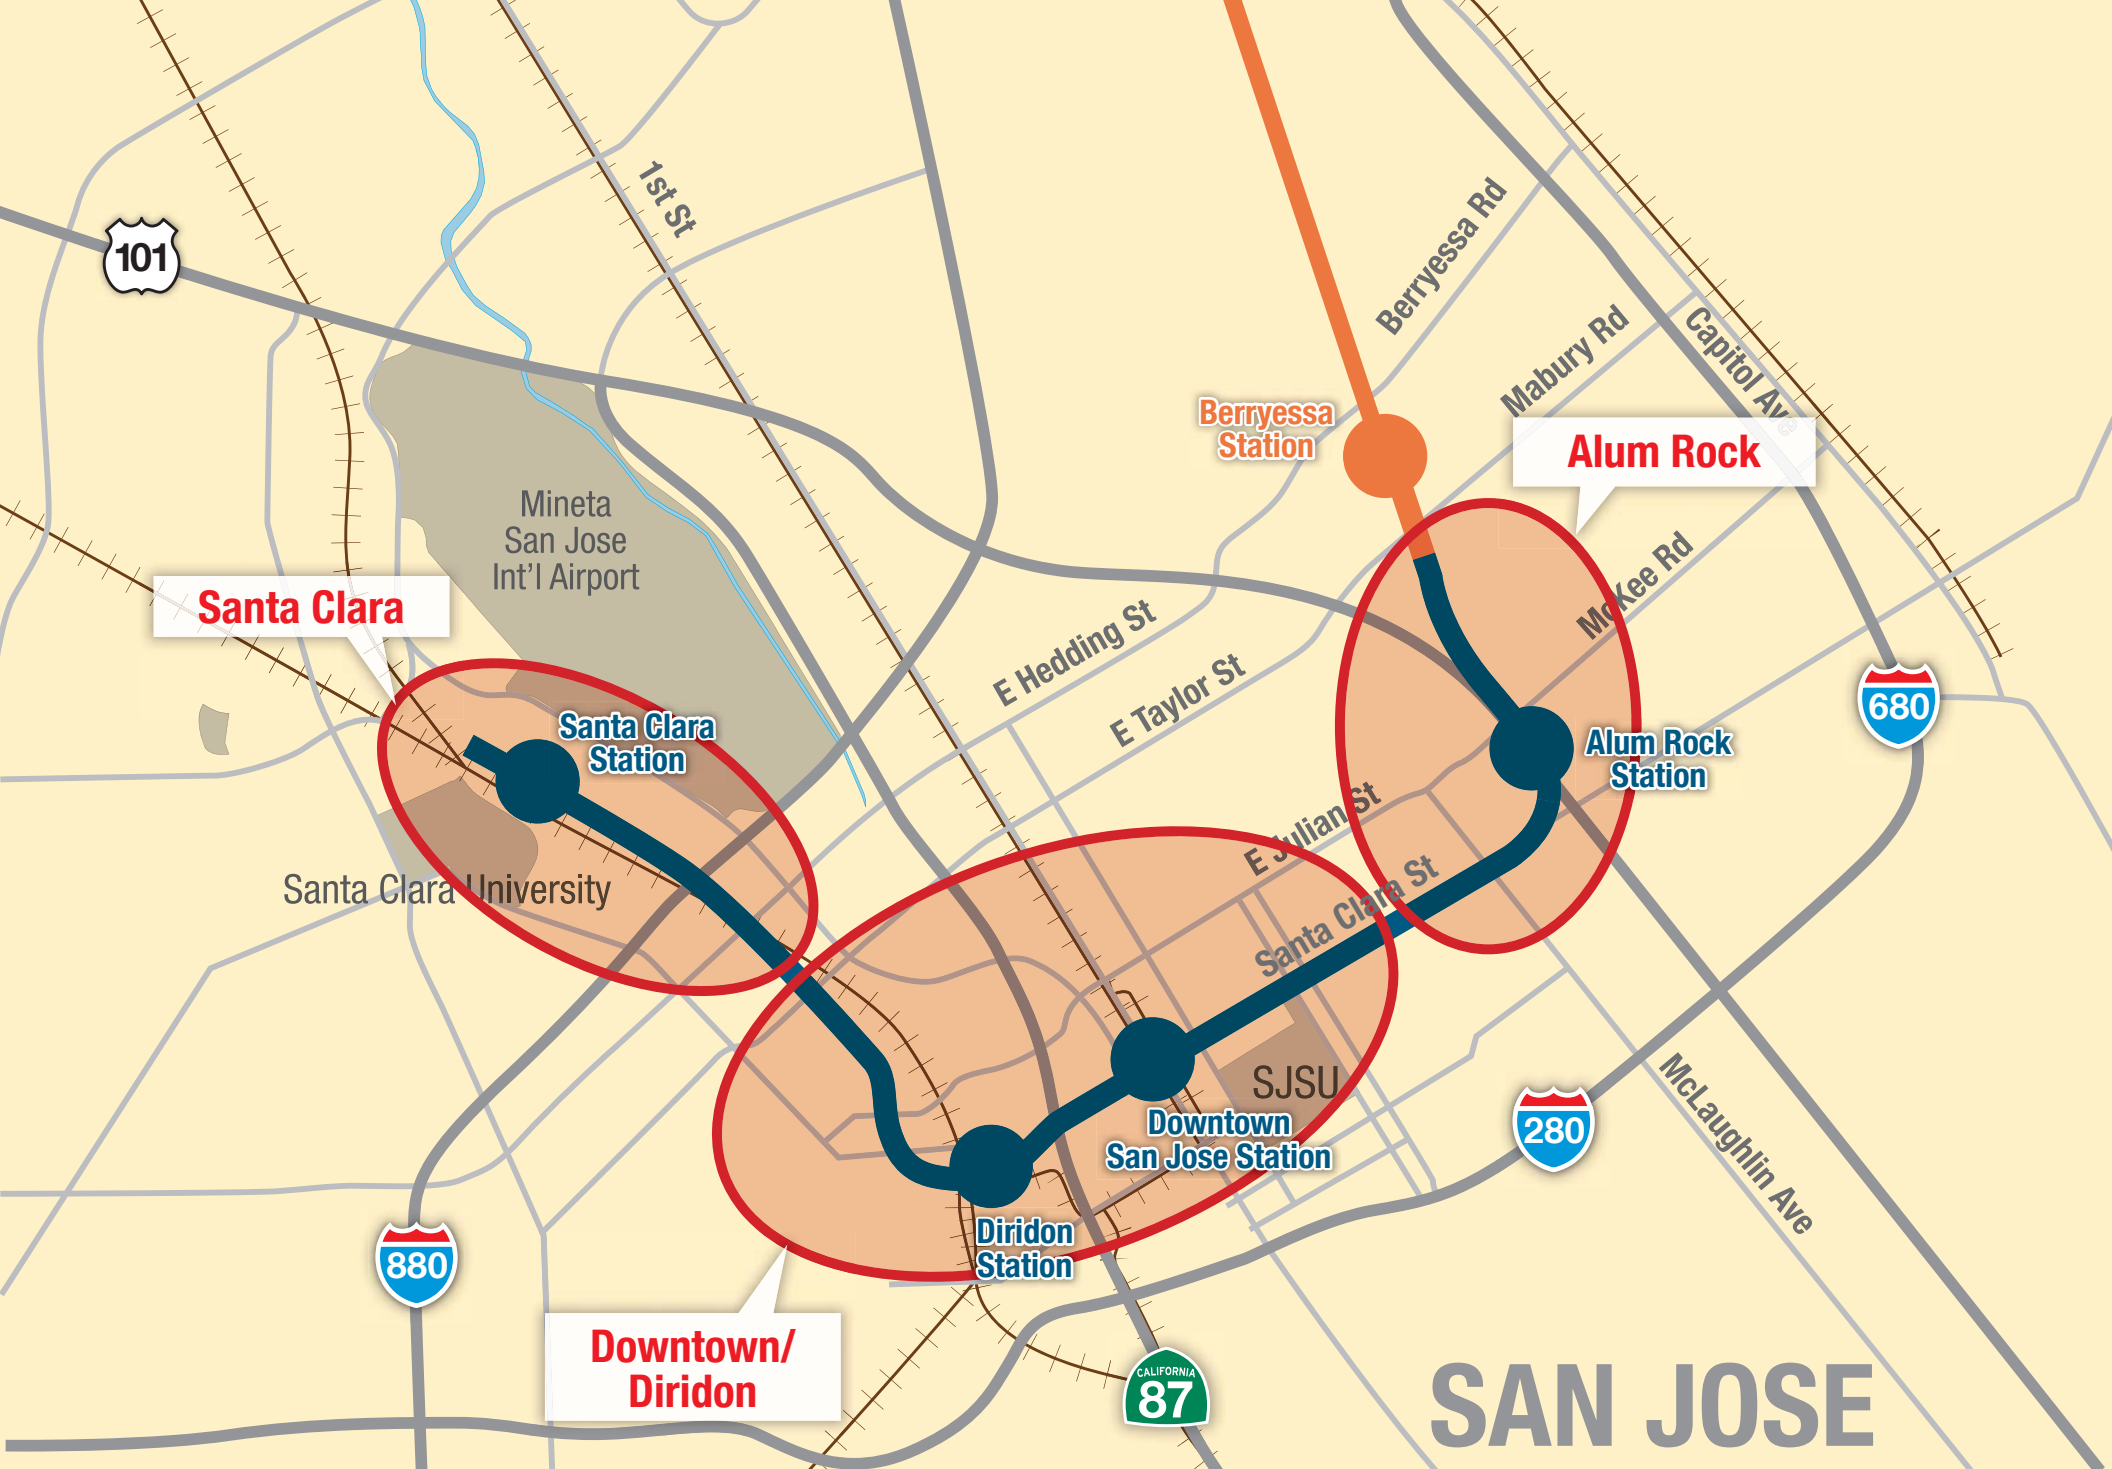 1st St
101
Berryessa Rd
Mabury Rd
Capitol Ave
Berryessa
Station
Alum Rock
Mineta
San Jose
Int'l Airport
McKee Rd
Santa Clara
E Hedding St
E Taylor St
680
Santa Clara
Station
Alum Rock
Station
E Julian St
Santa Clara University
Santa Clara St
SJSU
McLaughlin Ave
280
Downtown
San Jose Station
Diridon
Station
880
Downtown/
Diridon
CALIFORNIA
87
SAN JOSE